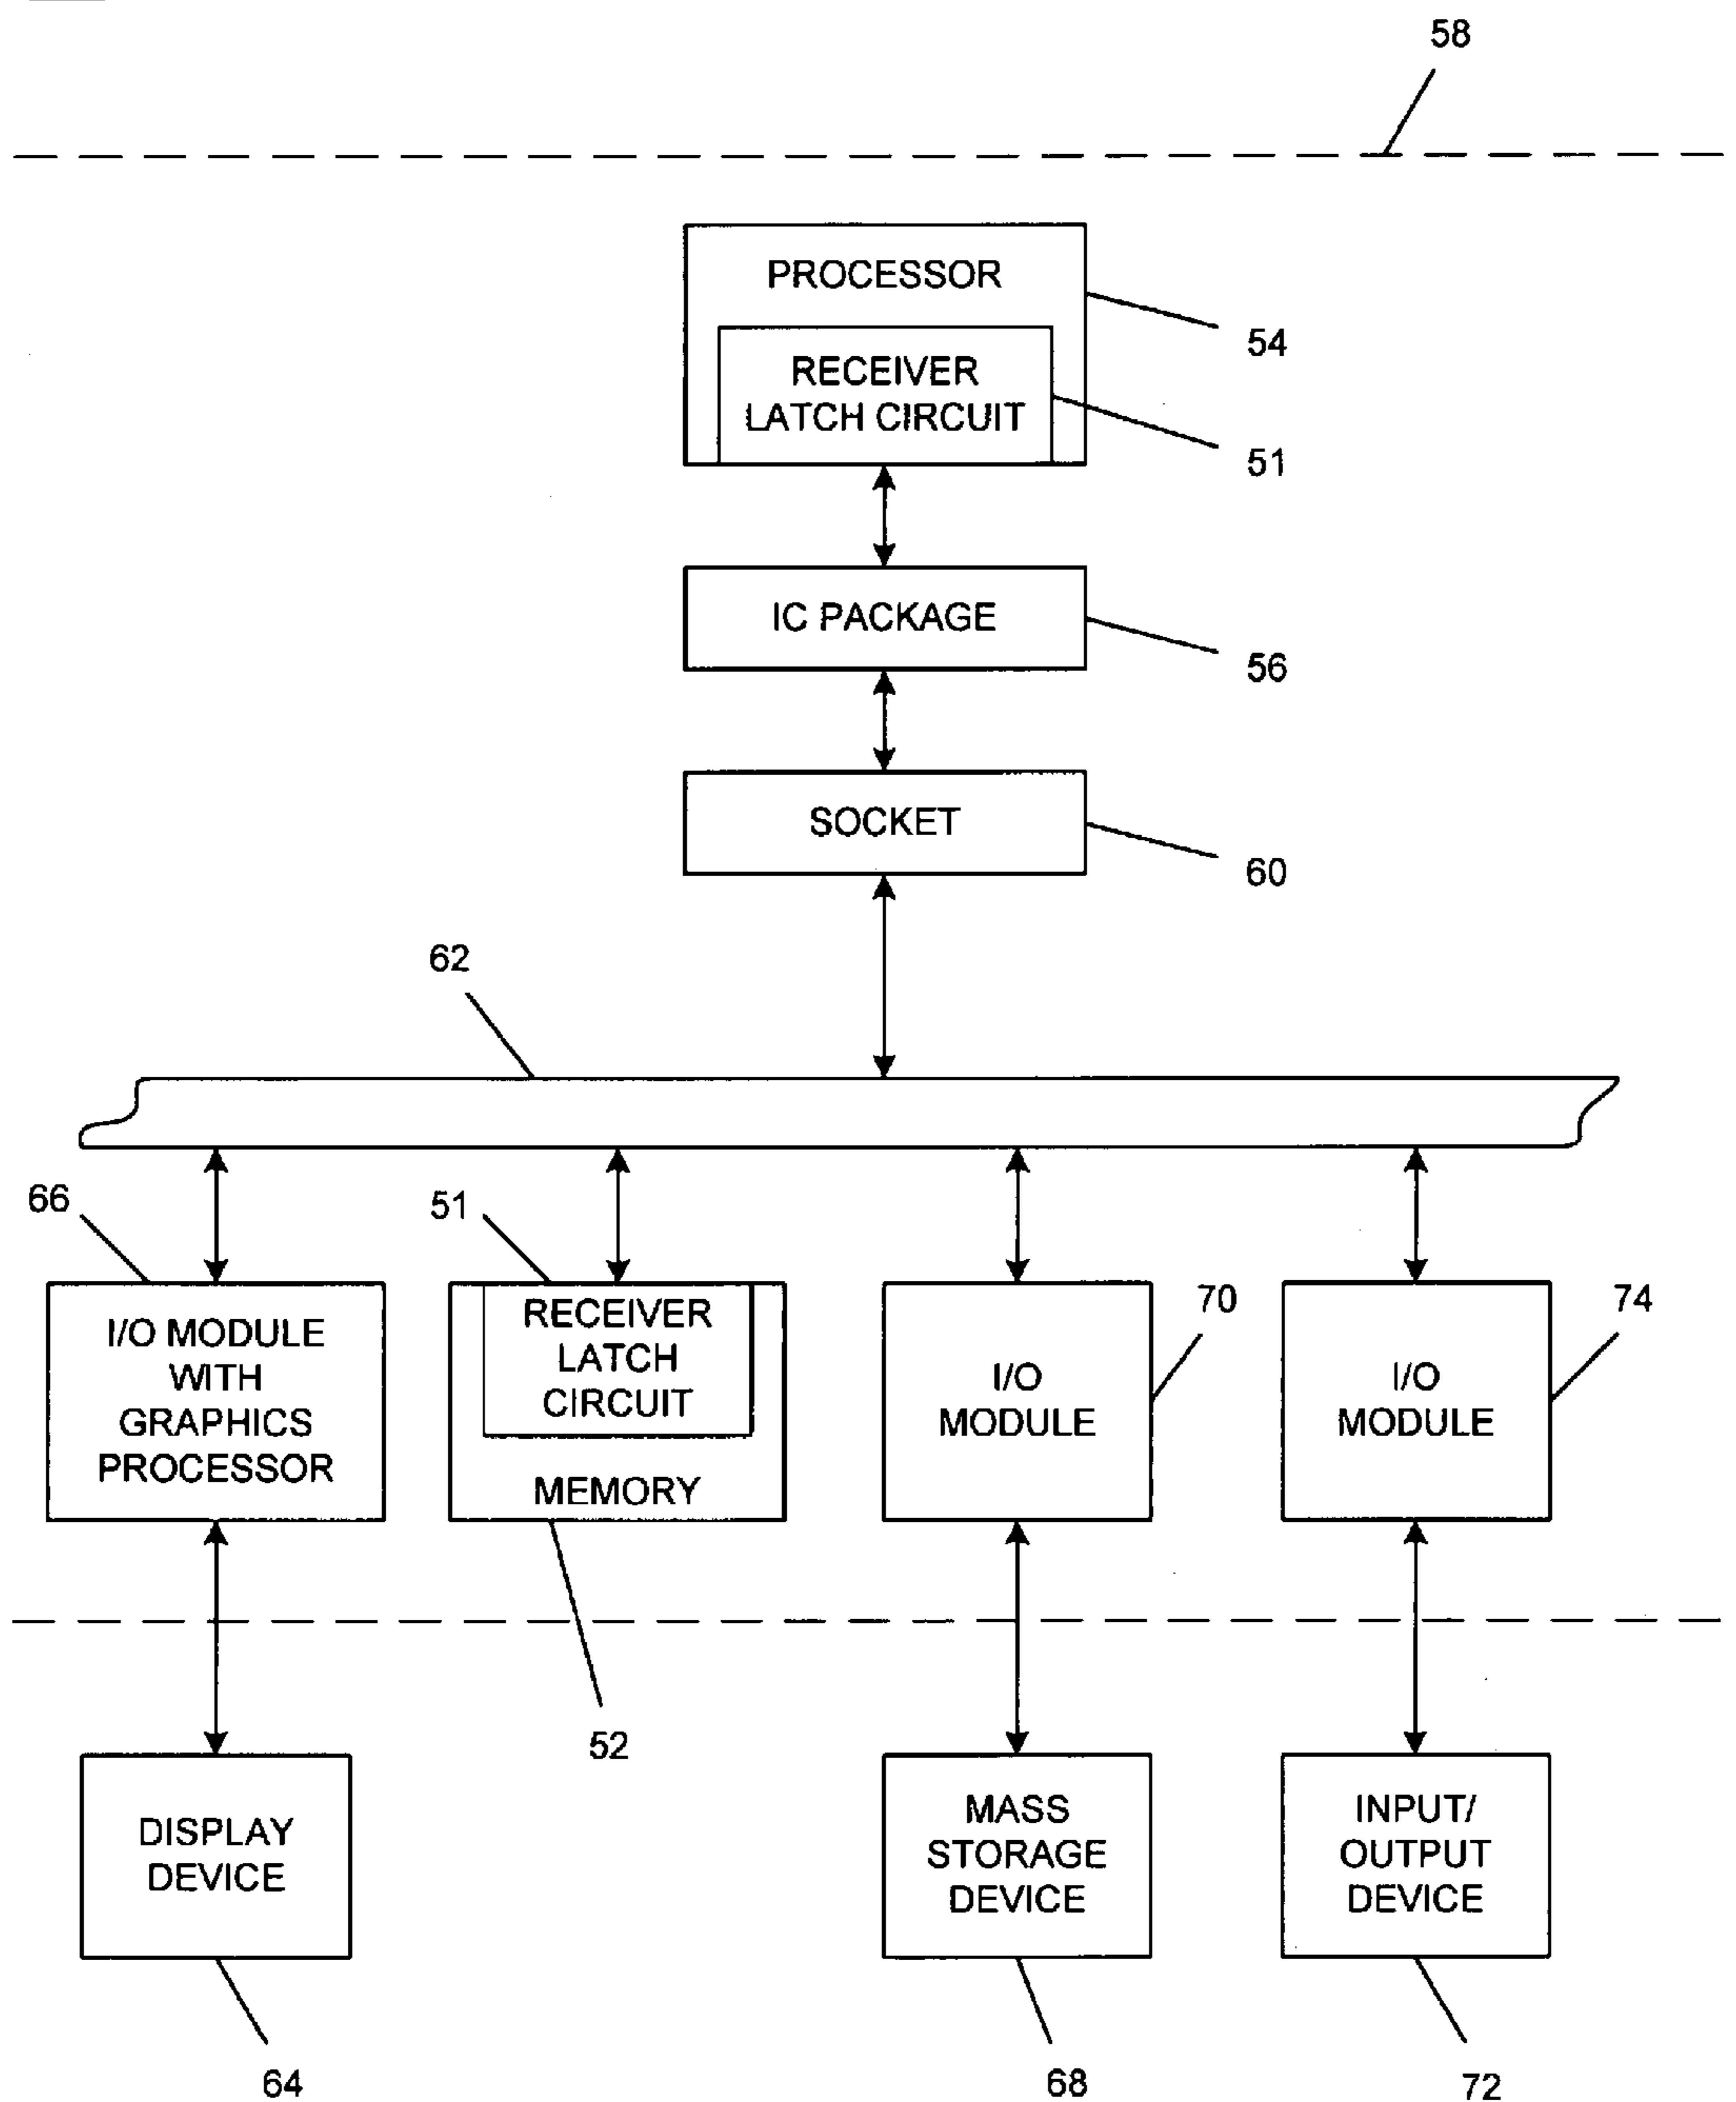 58
PROCESSOR
54
RECEIVER
LATCH CIRCUIT
51
IC PACKAGE
56
SOCKET
60
62
66
51
70
74
I/O MODULE
WITH
GRAPHICS
PROCESSOR
RECEIVER
LATCH
CIRCUIT
MEMORY
I/O
MODULE
I/O
MODULE
52
DISPLAY
DEVICE
MASS
STORAGE
DEVICE
INPUT/
OUTPUT
DEVICE
64
68
72